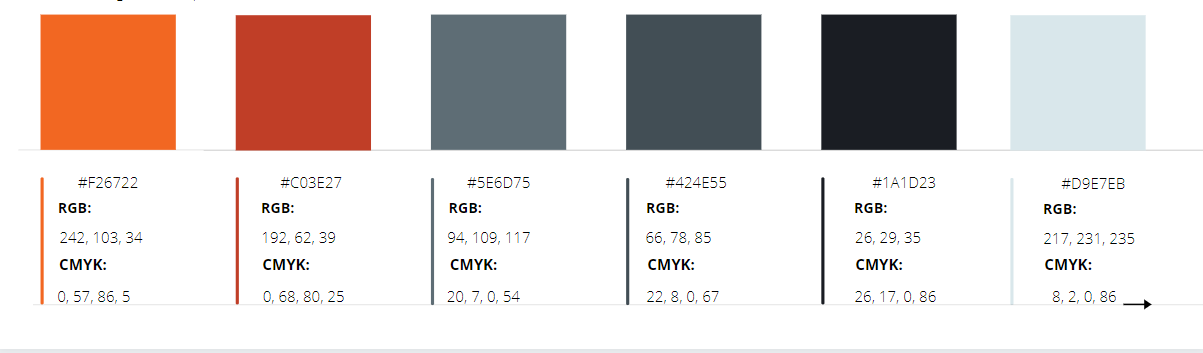 #F26722
RGB:
242, 103, 34
CMYK:
0, 57, 86, 5
#C03E27
RGB:
192, 62, 39
CMYK:
0, 68, 80, 25
#5E6D75
RGB:
94, 109, 117
CMYK:
20, 7, 0, 54
#424E55
RGB:
66, 78, 85
CMYK:
22, 8, 0, 67
#1A1D23
RGB:
26, 29, 35
CMYK:
26, 17, 0, 86
#D9E7EB
RGB:
217, 231, 235
CMYK:
8, 2, 0, 86